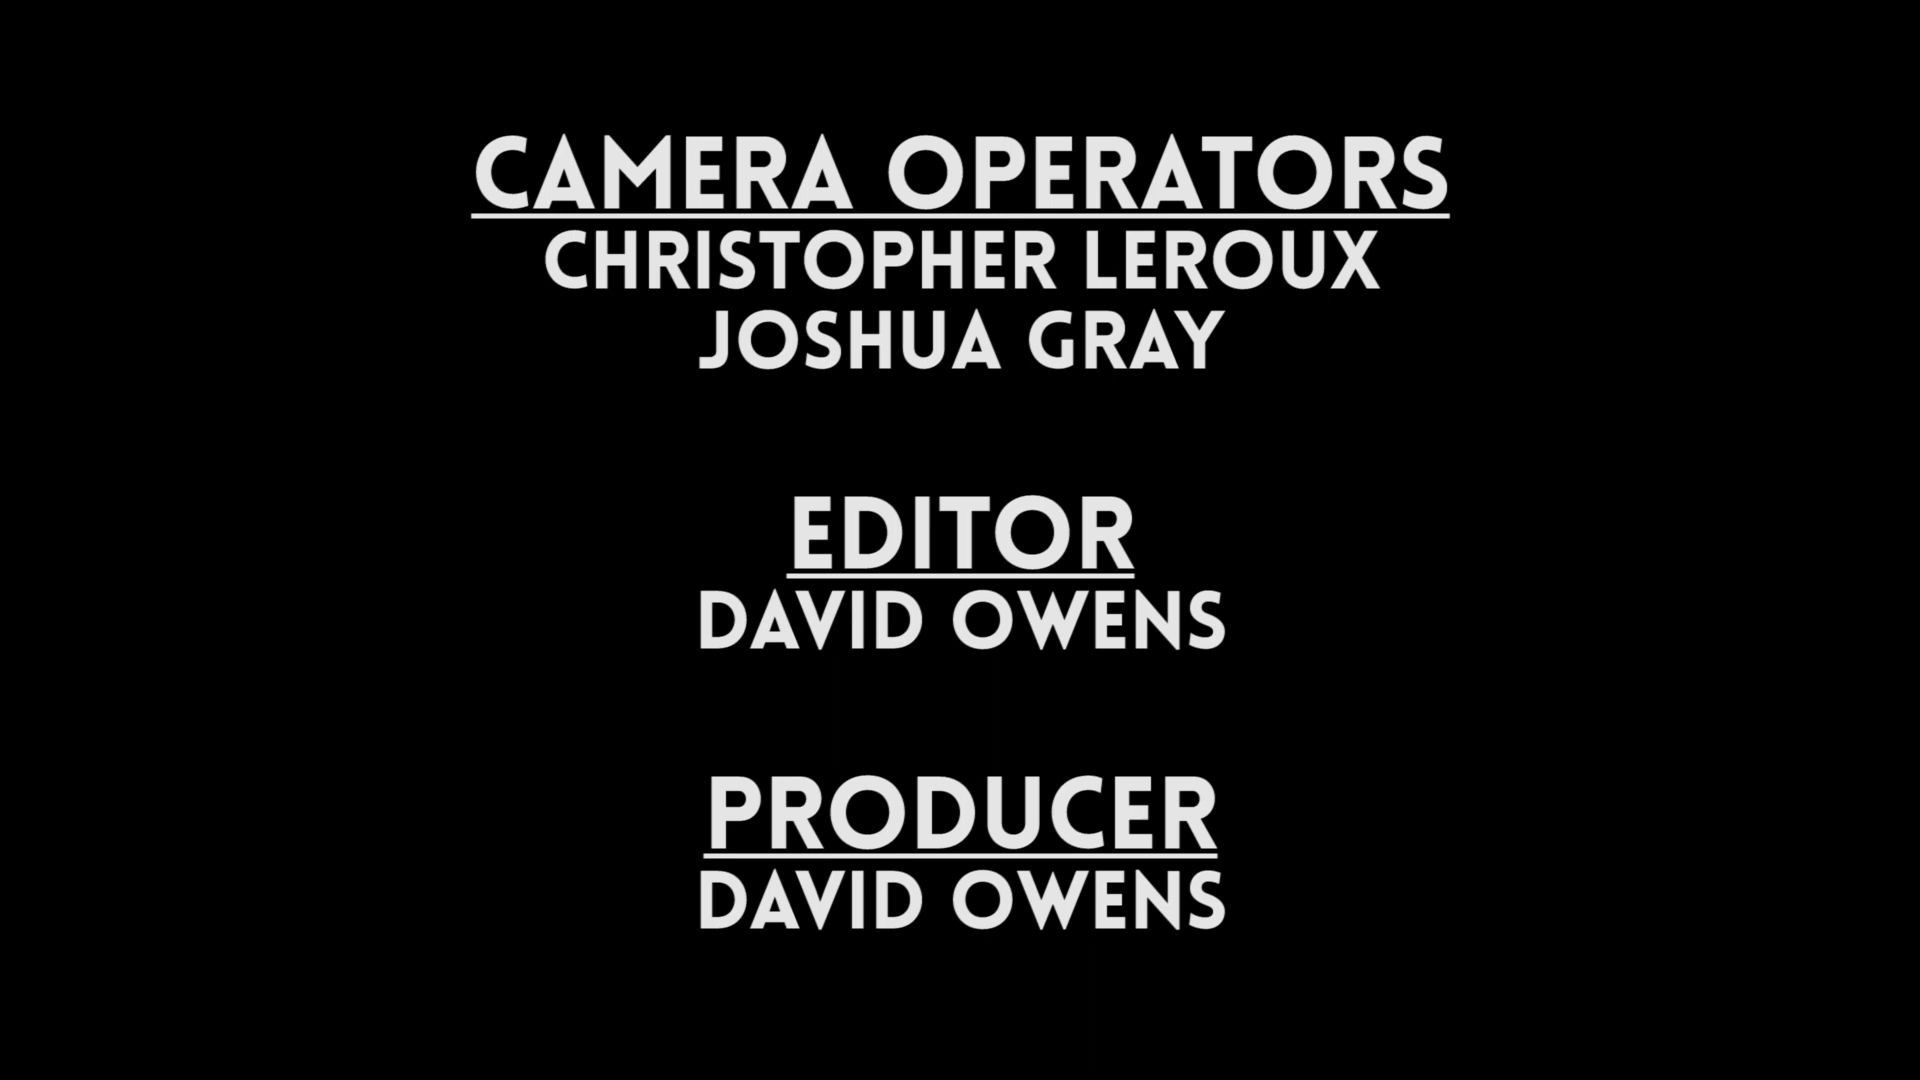 CAMERA OPERATORS
CHRISTOPHER LEROUX
JOSHUA GRAY
EDITOR
DAVID OWENS
PRODUCER
DAVID OWENS